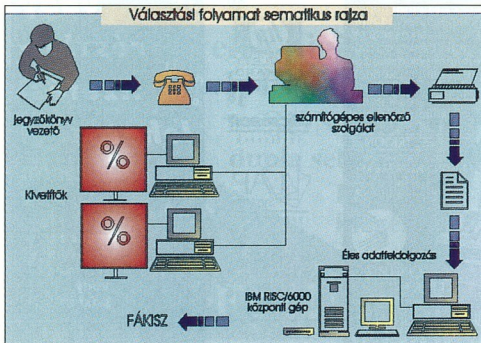 Választási folyamat sematikus rajza
jegyzőkönyv
vezető
számítógépes ellenőrző
szolgálat
%
Kivetítők
%
Éles adatfeldolgozás
IBM RISC/6000
központi gép
FÁKISZ